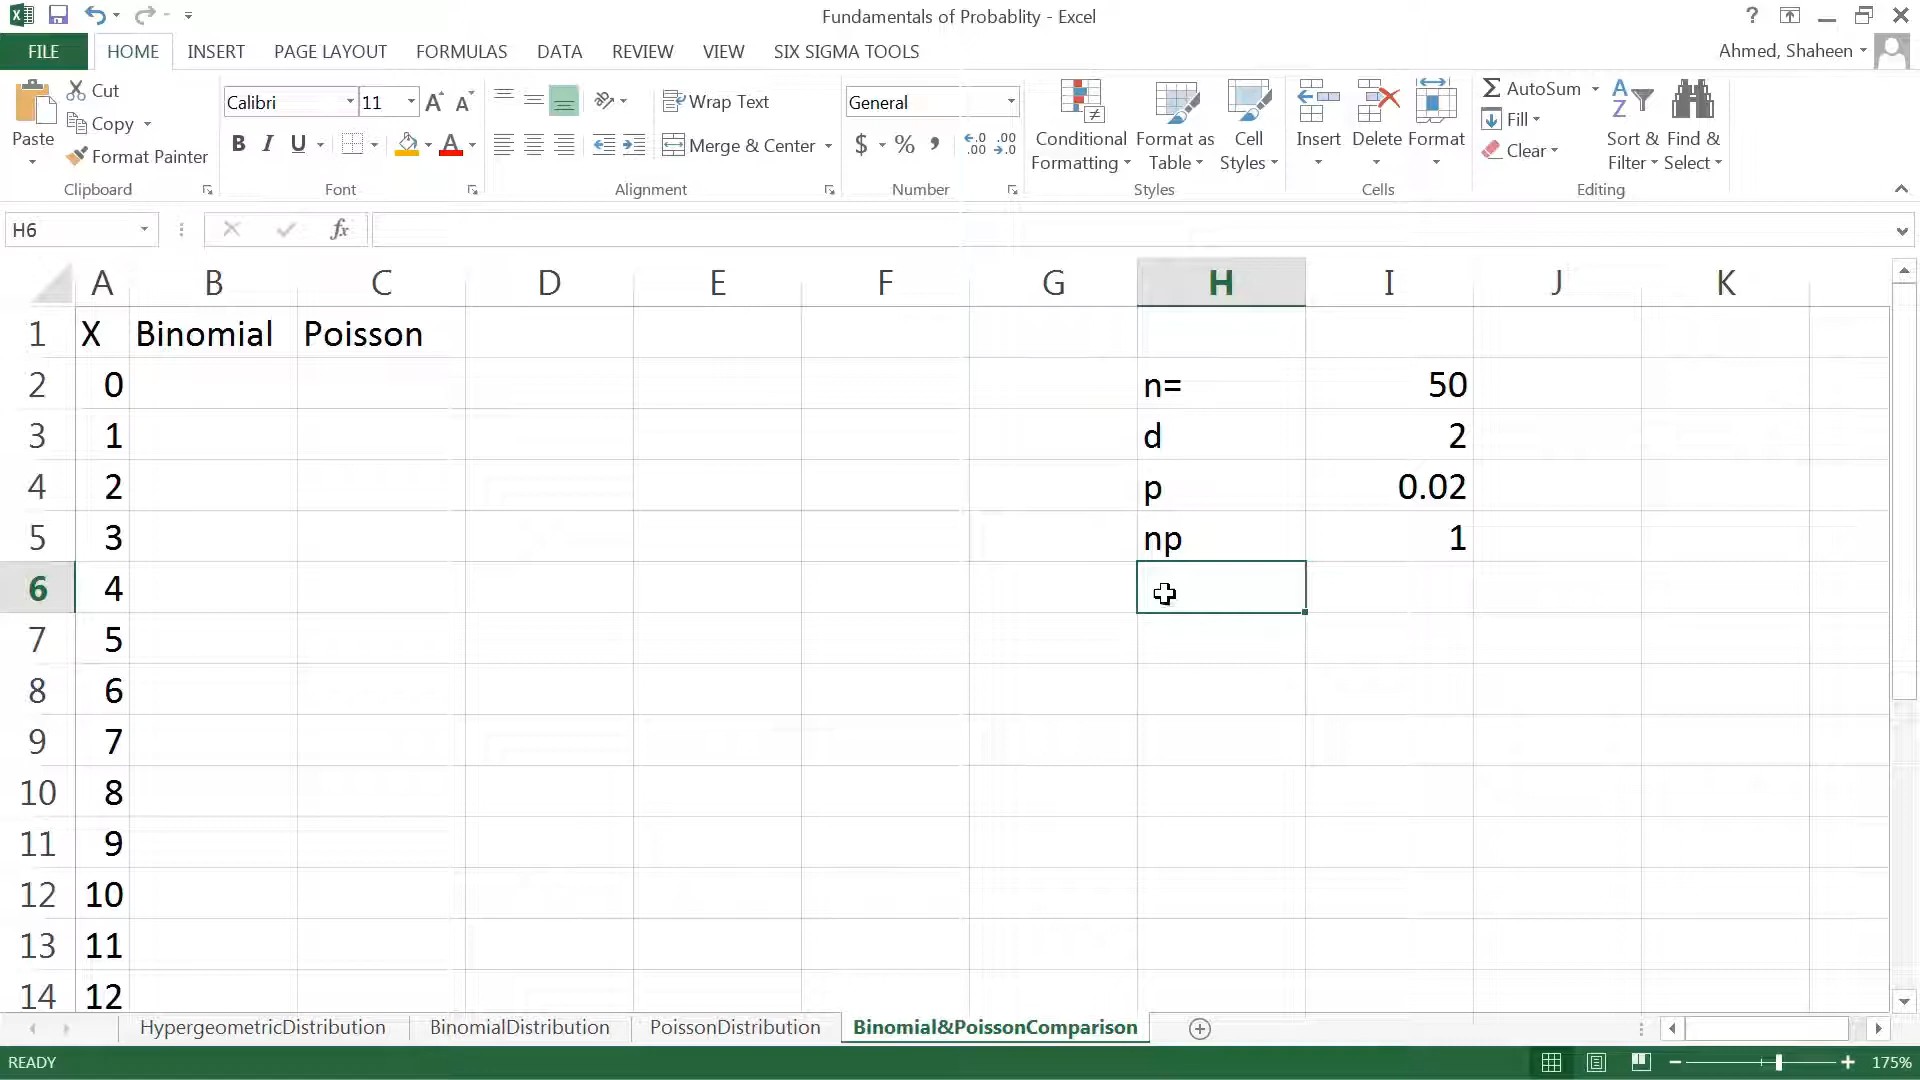 Fundamentals of Probablity - Excel
FILE HOME INSERT PAGE LAYOUT FORMULAS DATA REVIEW VIEW SIX SIGMA TOOLS Ahmed, Shaheen
Paste
Cut
Copy
Format Painter
Clipboard
Calibri 11
B I U
Font
Wrap Text
Merge & Center
Alignment
General
$ % ,
Number
Conditional Formatting
Format as Table
Cell Styles
Styles
Insert
Delete
Format
Cells
AutoSum
Fill
Clear
Sort & Filter
Find & Select
Editing
H6
fx
A B C D E F G H I J K
1 X Binomial Poisson
2 0 n= 50
3 1 d 2
4 2 p 0.02
5 3 np 1
6 4
7 5
8 6
9 7
10 8
11 9
12 10
13 11
14 12
HypergeometricDistribution BinomialDistribution PoissonDistribution Binomial&PoissonComparison
READY 175%